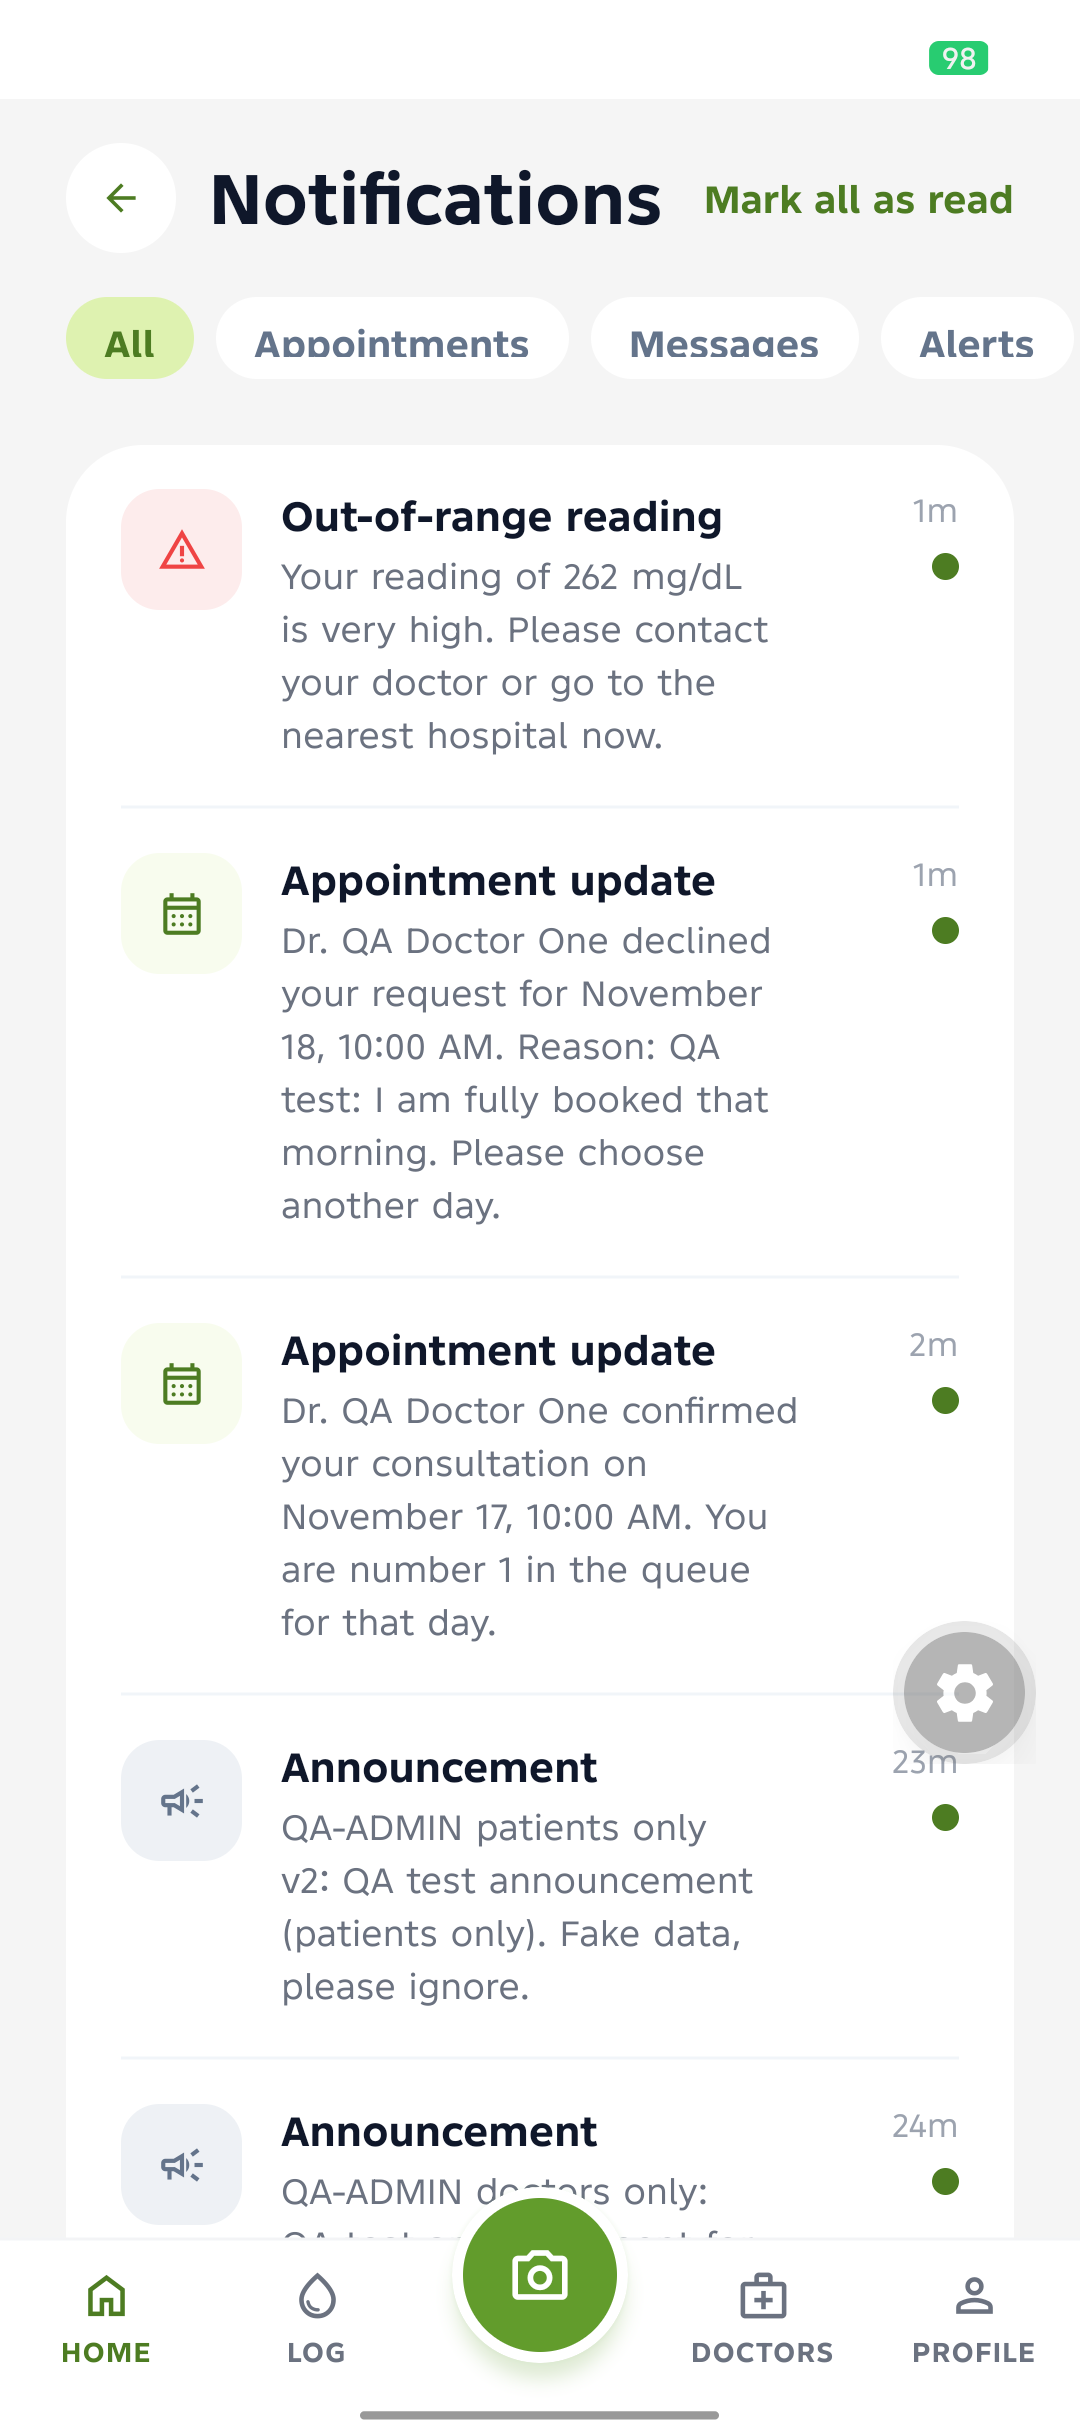 98
Notifications
Mark all as read
All
Appointments
Messages
Alerts
Out-of-range reading
1m
Your reading of 262 mg/dL
is very high. Please contact
your doctor or go to the
nearest hospital now.
Appointment update
1m
Dr. QA Doctor One declined
your request for November
18, 10:00 AM. Reason: QA
test: I am fully booked that
morning. Please choose
another day.
Appointment update
2m
Dr. QA Doctor One confirmed
your consultation on
November 17, 10:00 AM. You
are number 1 in the queue
for that day.
Announcement
23m
QA-ADMIN patients only
v2: QA test announcement
(patients only). Fake data,
please ignore.
Announcement
24m
QA-ADMIN doctors only:
HOME
LOG
DOCTORS
PROFILE